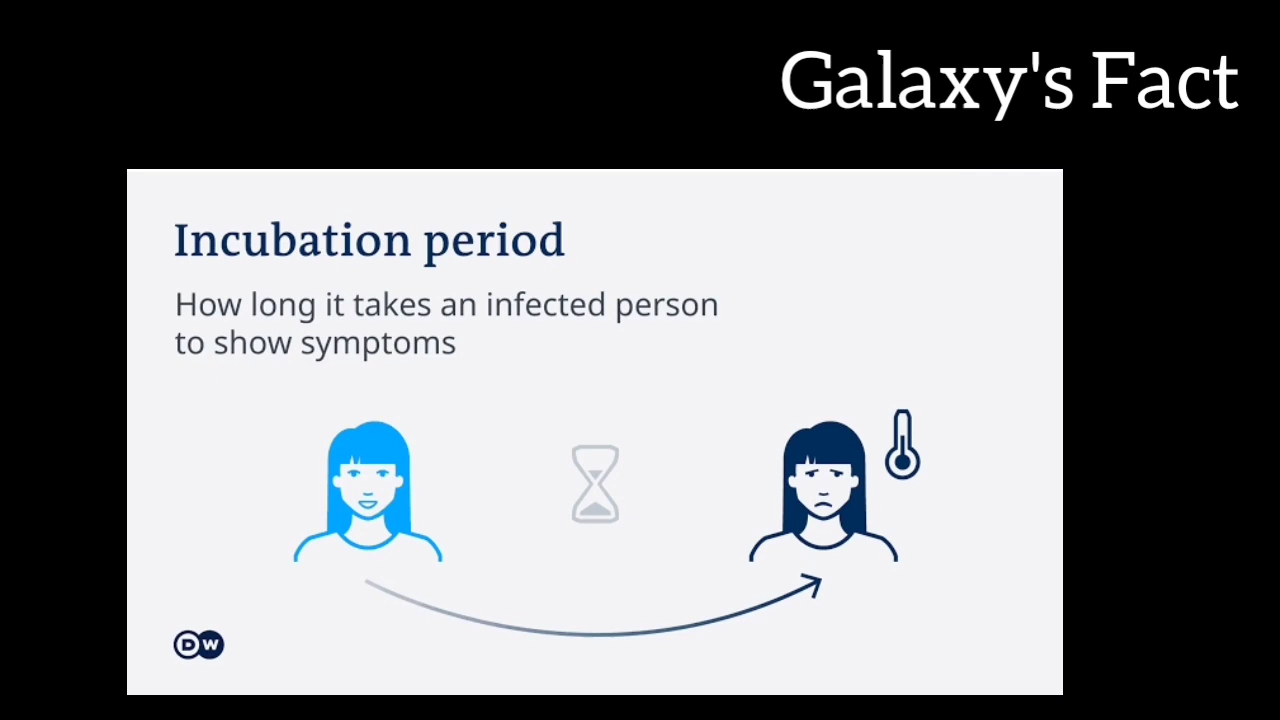 Galaxy's Fact
Incubation period
How long it takes an infected person
to show symptoms
DW